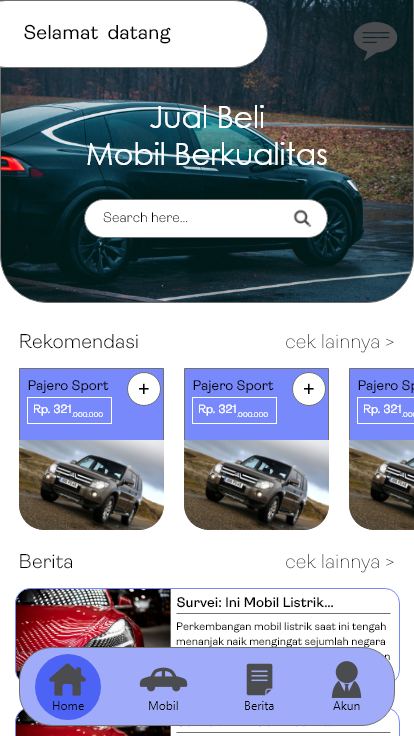 Selamat datang
Jual Beli
Mobil Berkualitas
Search here...
Rekomendasi
cek lainnya >
Pajero Sport
+
Rp. 321.000.000
Pajero Sport
+
Rp. 321.000.000
Pajero Sp
Rp. 321.000.000
Berita
cek lainnya >
Survei: Ini Mobil Listrik...
Perkembangan mobil listrik saat ini tengah
menanjak naik mengingat sejumlah negara
Home
Mobil
Berita
Akun